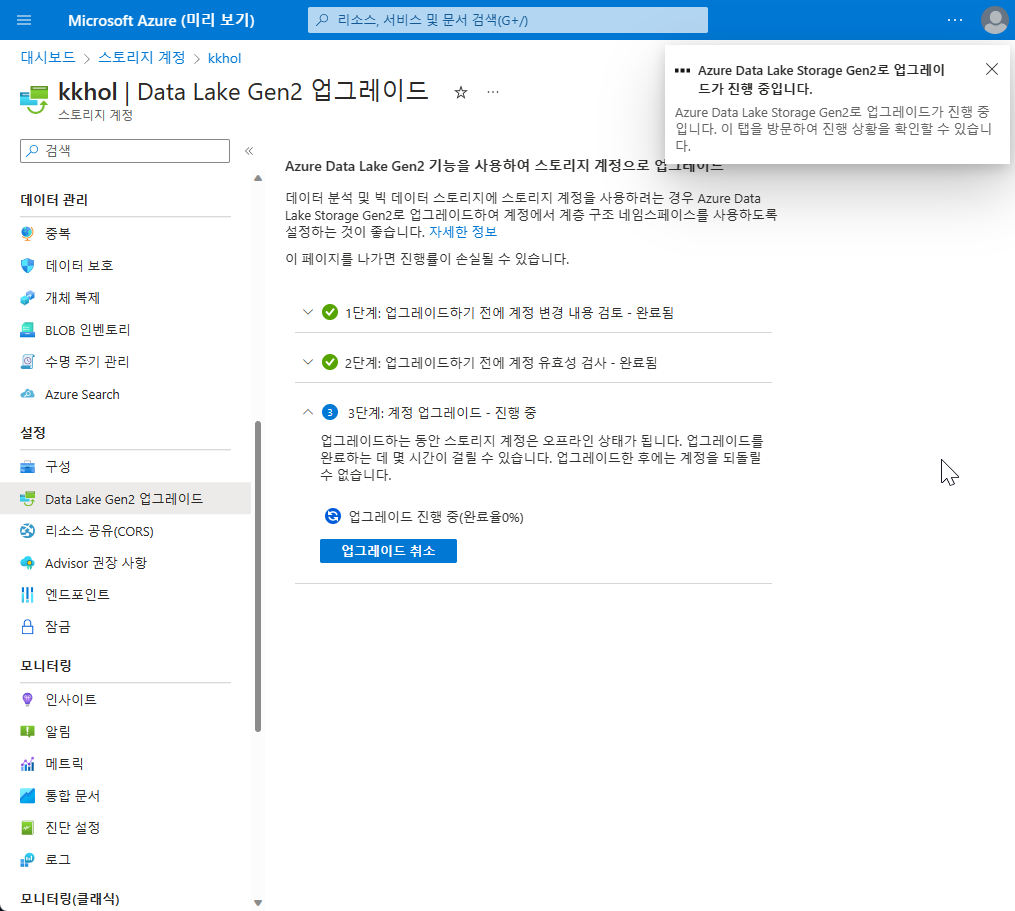 Microsoft Azure (미리 보기)
리소스, 서비스 및 문서 검색(G+/)
대시보드 > 스토리지 계정 > kkhol
kkhol | Data Lake Gen2 업그레이드
스토리지 계정
Azure Data Lake Storage Gen2로 업그레이
드가 진행 중입니다.
Azure Data Lake Storage Gen2로 업그레이드가 진행 중
입니다. 이 탭을 방문하여 진행 상황을 확인할 수 있습니
다.
검색
데이터 관리
중복
데이터 보호
개체 복제
BLOB 인벤토리
수명 주기 관리
Azure Search
설정
구성
Data Lake Gen2 업그레이드
리소스 공유(CORS)
Advisor 권장 사항
엔드포인트
잠금
모니터링
인사이트
알림
메트릭
통합 문서
진단 설정
로그
모니터링(클래식)
Azure Data Lake Gen2 기능을 사용하여 스토리지 계정으로 업그레이드
데이터 분석 및 빅 데이터 스토리지에 스토리지 계정을 사용하려는 경우 Azure Data
Lake Storage Gen2로 업그레이드하여 계정에서 계층 구조 네임스페이스를 사용하도록
설정하는 것이 좋습니다. 자세한 정보
이 페이지를 나가면 진행률이 손실될 수 있습니다.
1단계: 업그레이드하기 전에 계정 변경 내용 검토 - 완료됨
2단계: 업그레이드하기 전에 계정 유효성 검사 - 완료됨
3 3단계: 계정 업그레이드 - 진행 중
업그레이드하는 동안 스토리지 계정은 오프라인 상태가 됩니다. 업그레이드를
완료하는 데 몇 시간이 걸릴 수 있습니다. 업그레이드한 후에는 계정을 되돌릴
수 없습니다.
업그레이드 진행 중(완료율0%)
업그레이드 취소